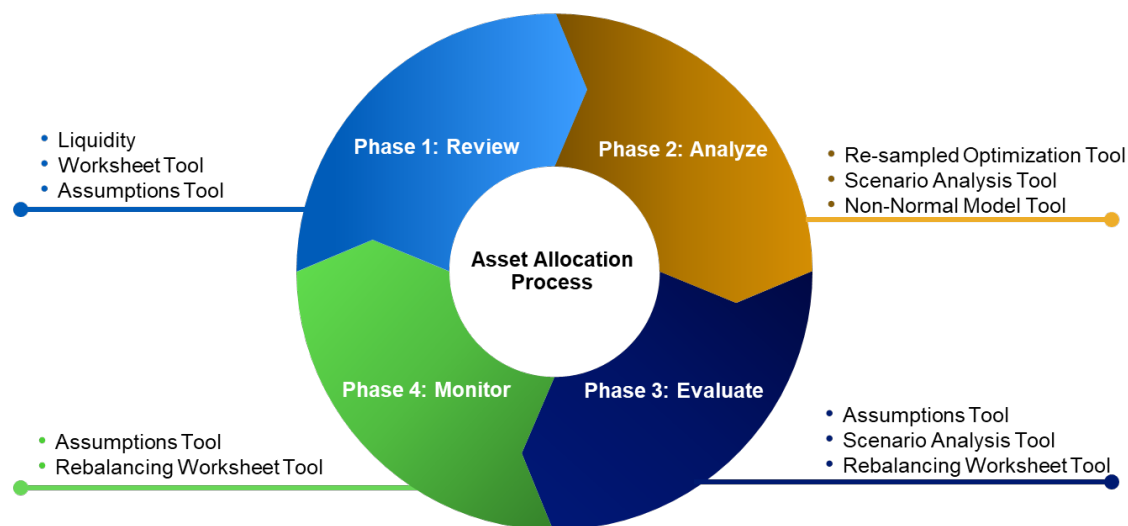 Phase 1: Review
• Liquidity
• Worksheet Tool
• Assumptions Tool
Phase 2: Analyze
• Re-sampled Optimization Tool
• Scenario Analysis Tool
• Non-Normal Model Tool
Asset Allocation
Process
Phase 3: Evaluate
• Assumptions Tool
• Scenario Analysis Tool
• Rebalancing Worksheet Tool
Phase 4: Monitor
• Assumptions Tool
• Rebalancing Worksheet Tool